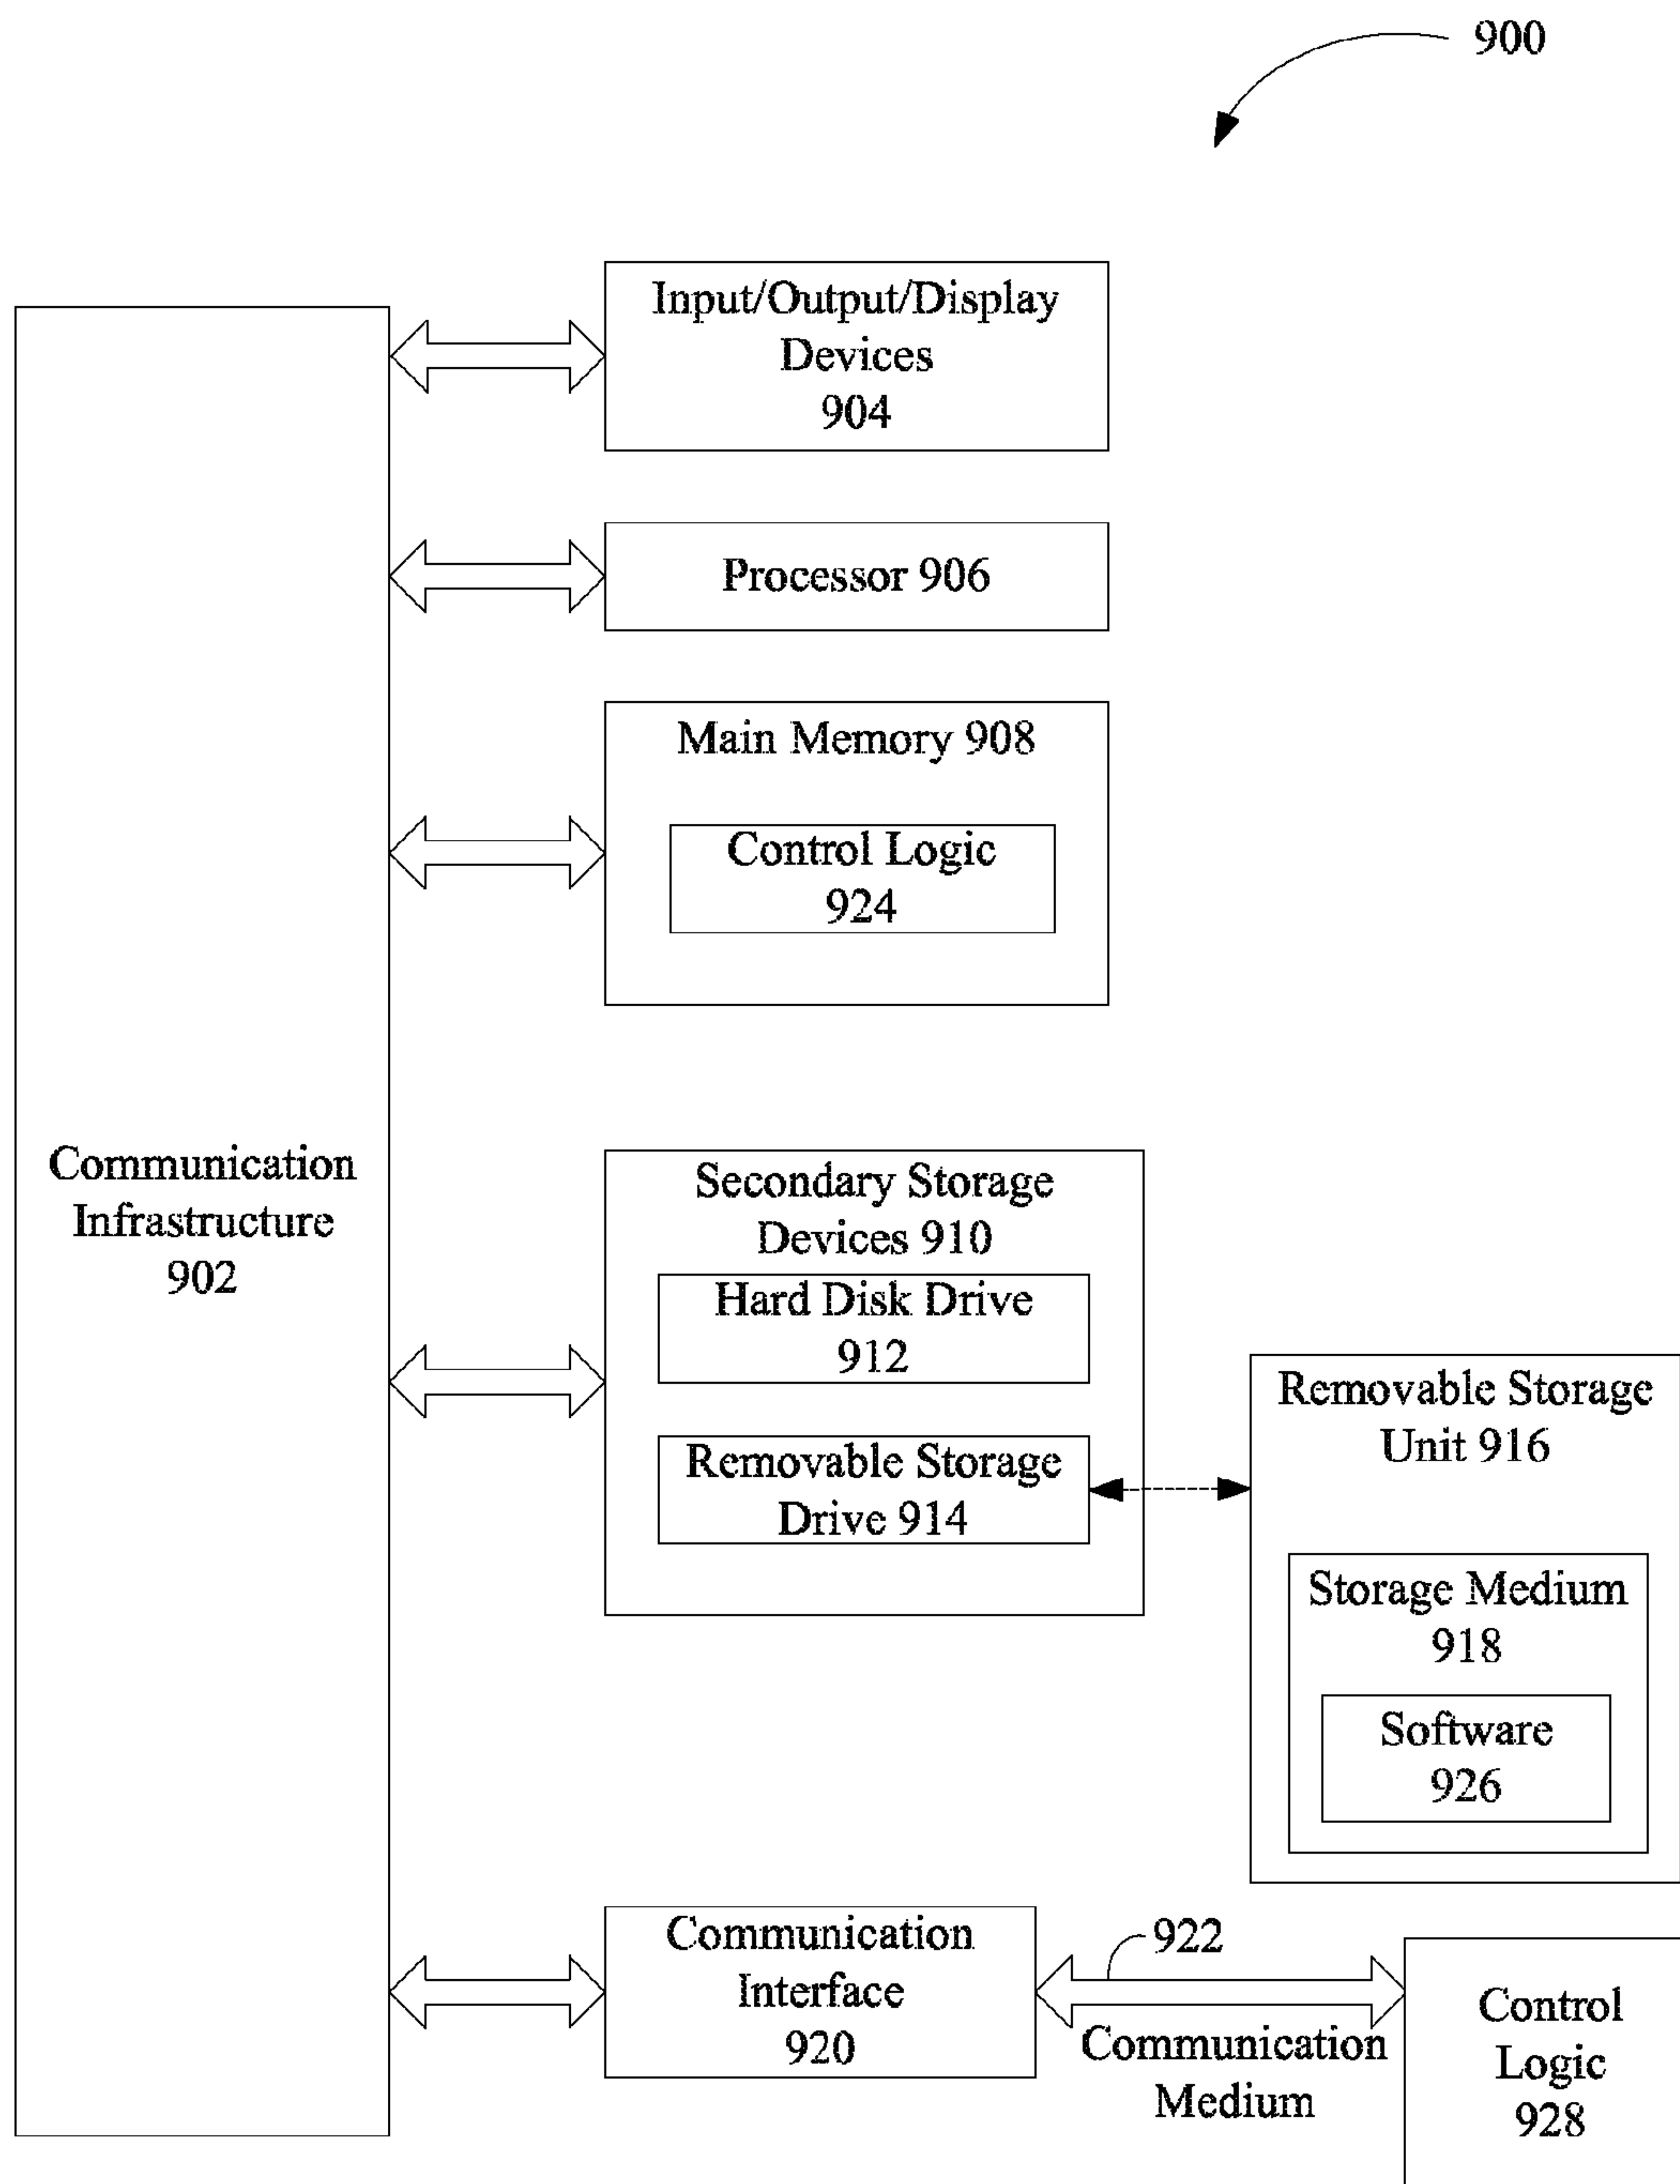 900
Input/Output/Display
Devices
904
Processor 906
Main Memory 908
Control Logic
924
Communication
Infrastructure
902
Secondary Storage
Devices 910
Hard Disk Drive
912
Removable Storage
Drive 914
Removable Storage
Unit 916
Storage Medium
918
Software
926
Communication
Interface
920
922
Communication
Medium
Control
Logic
928